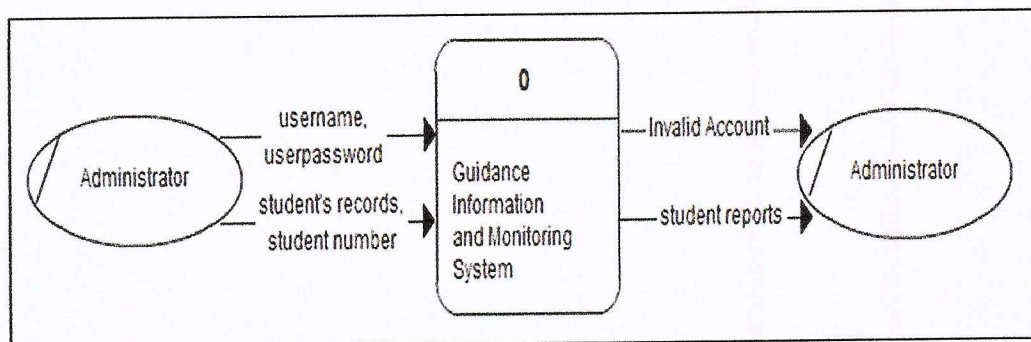 Administrator
username,
userpassword
student's records,
student number
0
Guidance
Information
and Monitoring
System
Invalid Account
student reports
Administrator